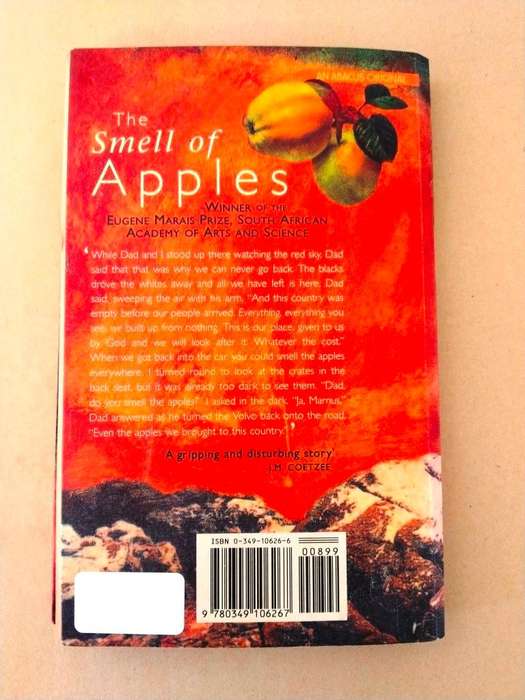 AN ABACUS ORIGINAL
The
Smell of
Apples
WINNER OF THE
EUGENE MARAIS PRIZE, SOUTH AFRICAN
ACADEMY OF ARTS AND SCIENCE
‘While Dad and I stood up there watching the red sky, Dad
said that that was why we can never go back. The blacks
drove the whites away and all we have left is here, Dad
said, sweeping the air with his arm. "And this country was
empty before our people arrived. Everything, everything you
see, we built up from nothing. This is our place, given to us
by God and we will look after it. Whatever the cost."
When we got back into the car you could smell the apples
everywhere. I turned round to look at the crates in the
back seat, but it was already too dark to see them. "Dad,
do you smell the apples?" I asked in the dark. "Ja, Marnus,"
Dad answered as he turned the Volvo back onto the road.
"Even the apples we brought to this country."’
'A gripping and disturbing story'
J.M. COETZEE
ISBN 0-349-10626-6
00899
9 780349 106267